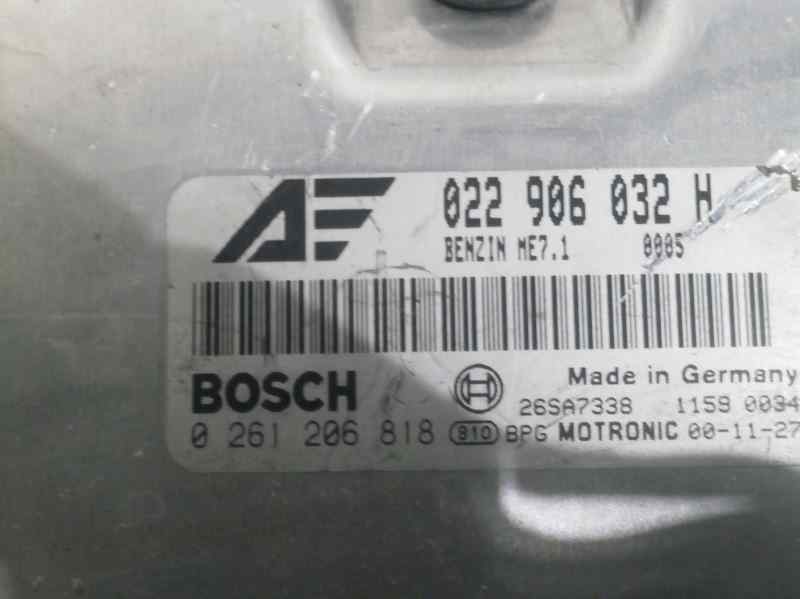 AF 022 906 032 H
BENZIN ME7.1 0005
BOSCH Made in Germany
26SA7338 1159 0034
0 261 206 818 810 BPG MOTRONIC 00-11-27